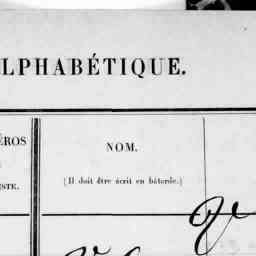 LPHABÉTIQUE.
ÉROS
NOM.
(Il doit être écrit en bâtarde.)
ISTE.